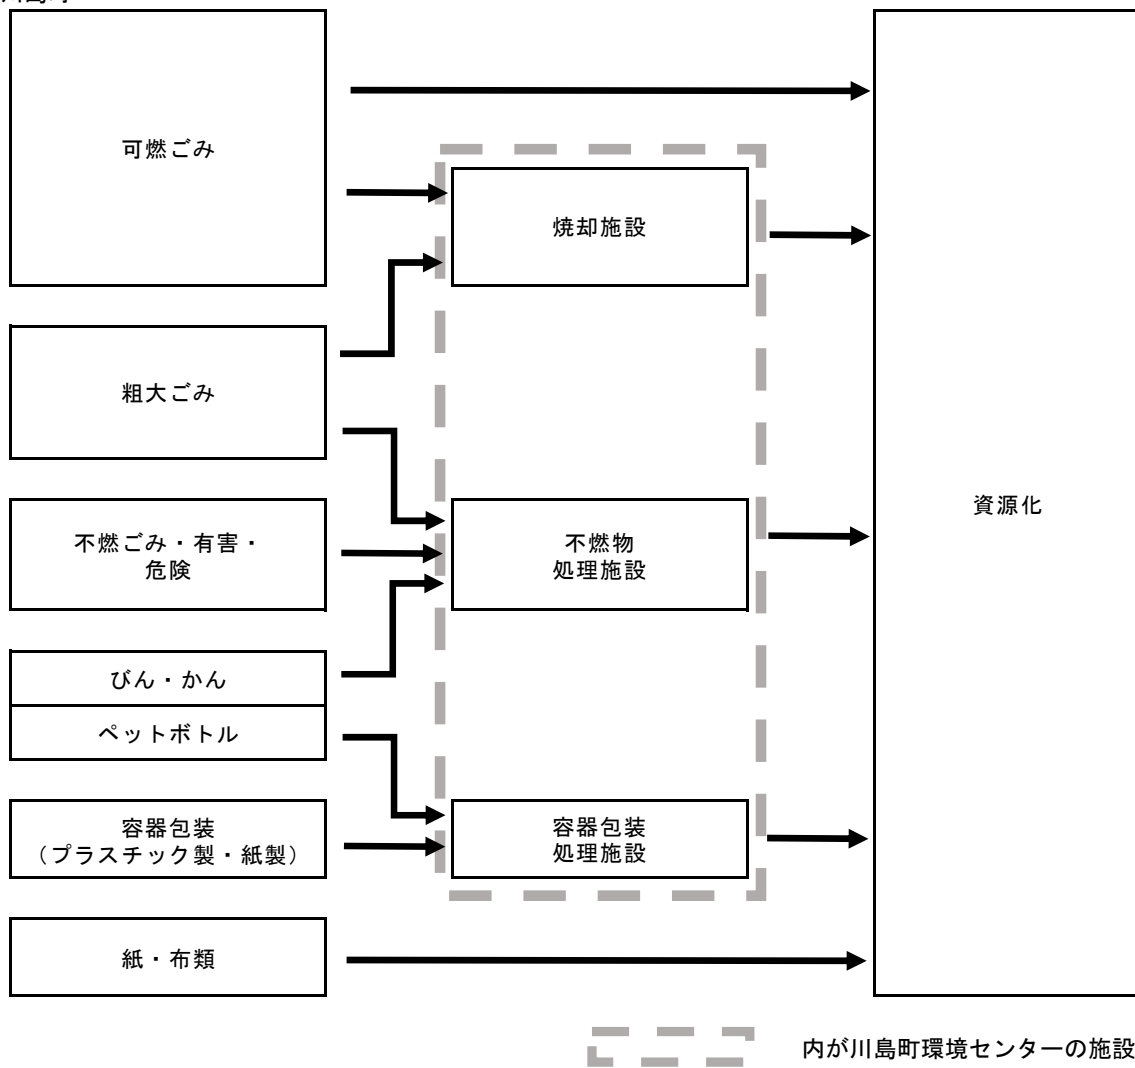 可燃ごみ
焼却施設
粗大ごみ
資源化
不燃ごみ・有害・
危険
不燃物
処理施設
びん・かん
ペットボトル
容器包装
（プラスチック製・紙製）
容器包装
処理施設
紙・布類
内が川島町環境センターの施設